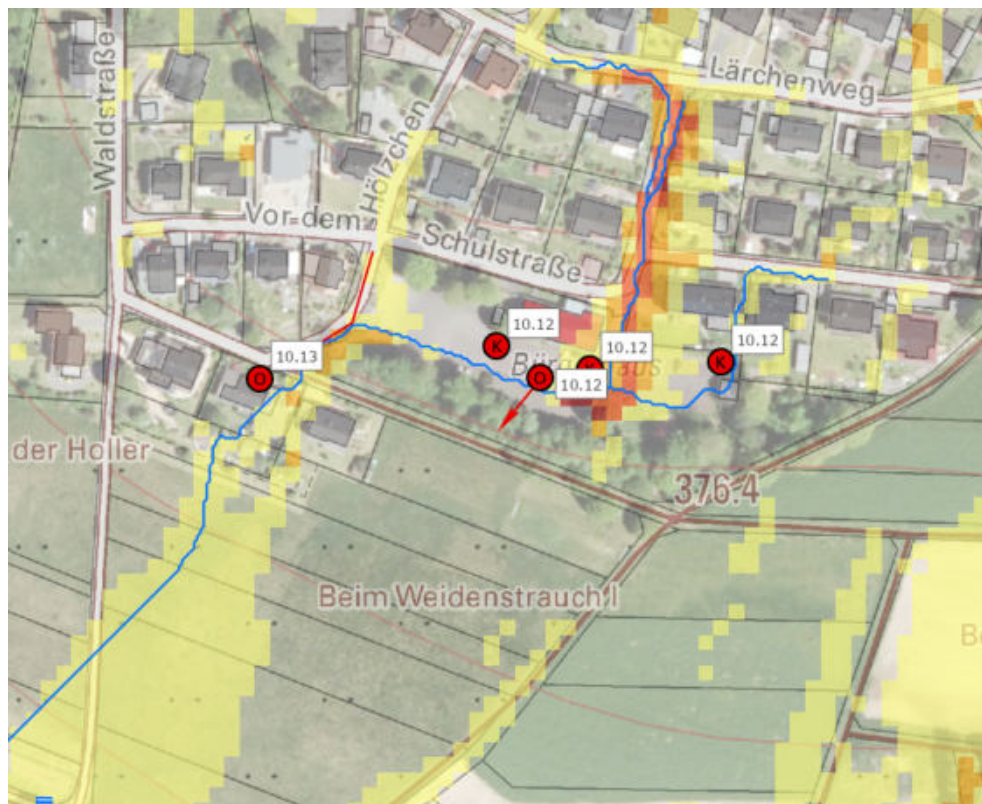 Lärchenweg
Waldstraße
Hölzchen
Vor dem
Schulstraße
10.12
K
10.13
10.12
10.12
O
O
K
10.12
der Holler
376.4
Beim Weidenstrauch I